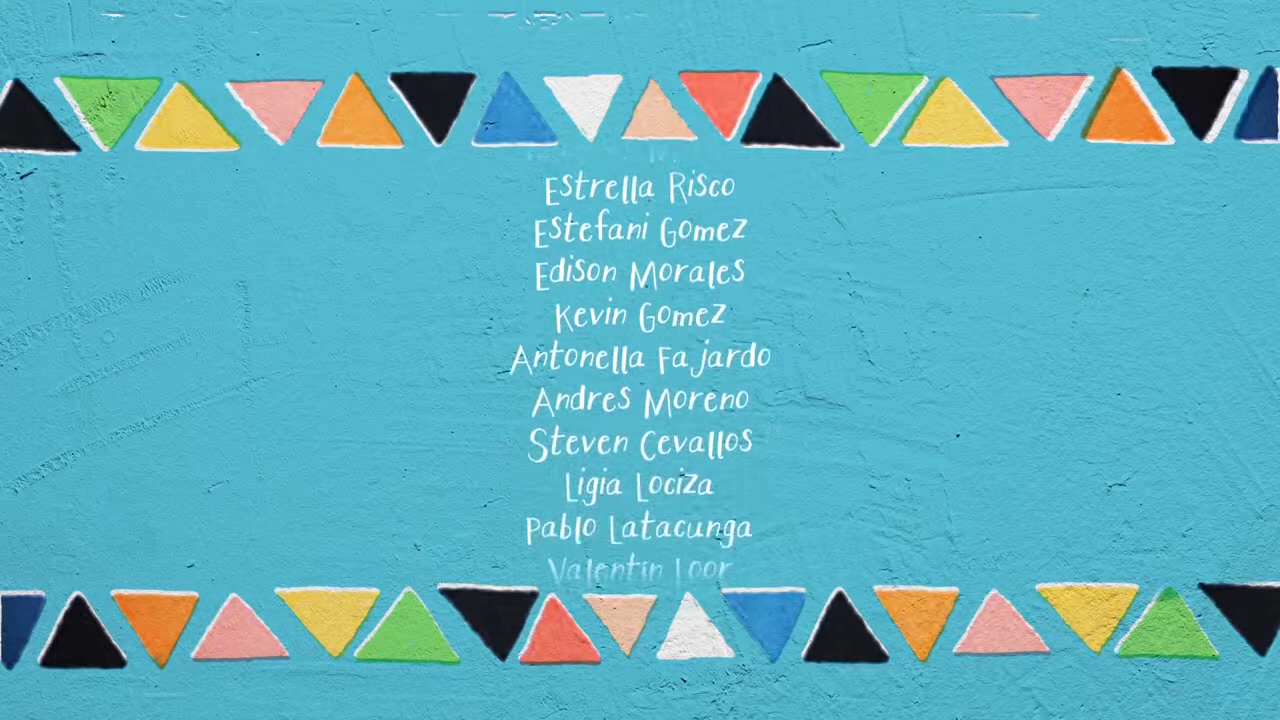 Estrella Risco
Estefani Gomez
Edison Morales
Kevin Gomez
Antonella Fajardo
Andres Moreno
Steven Cevallos
Ligia Lociza
Pablo Latacunga
Valentin Loor